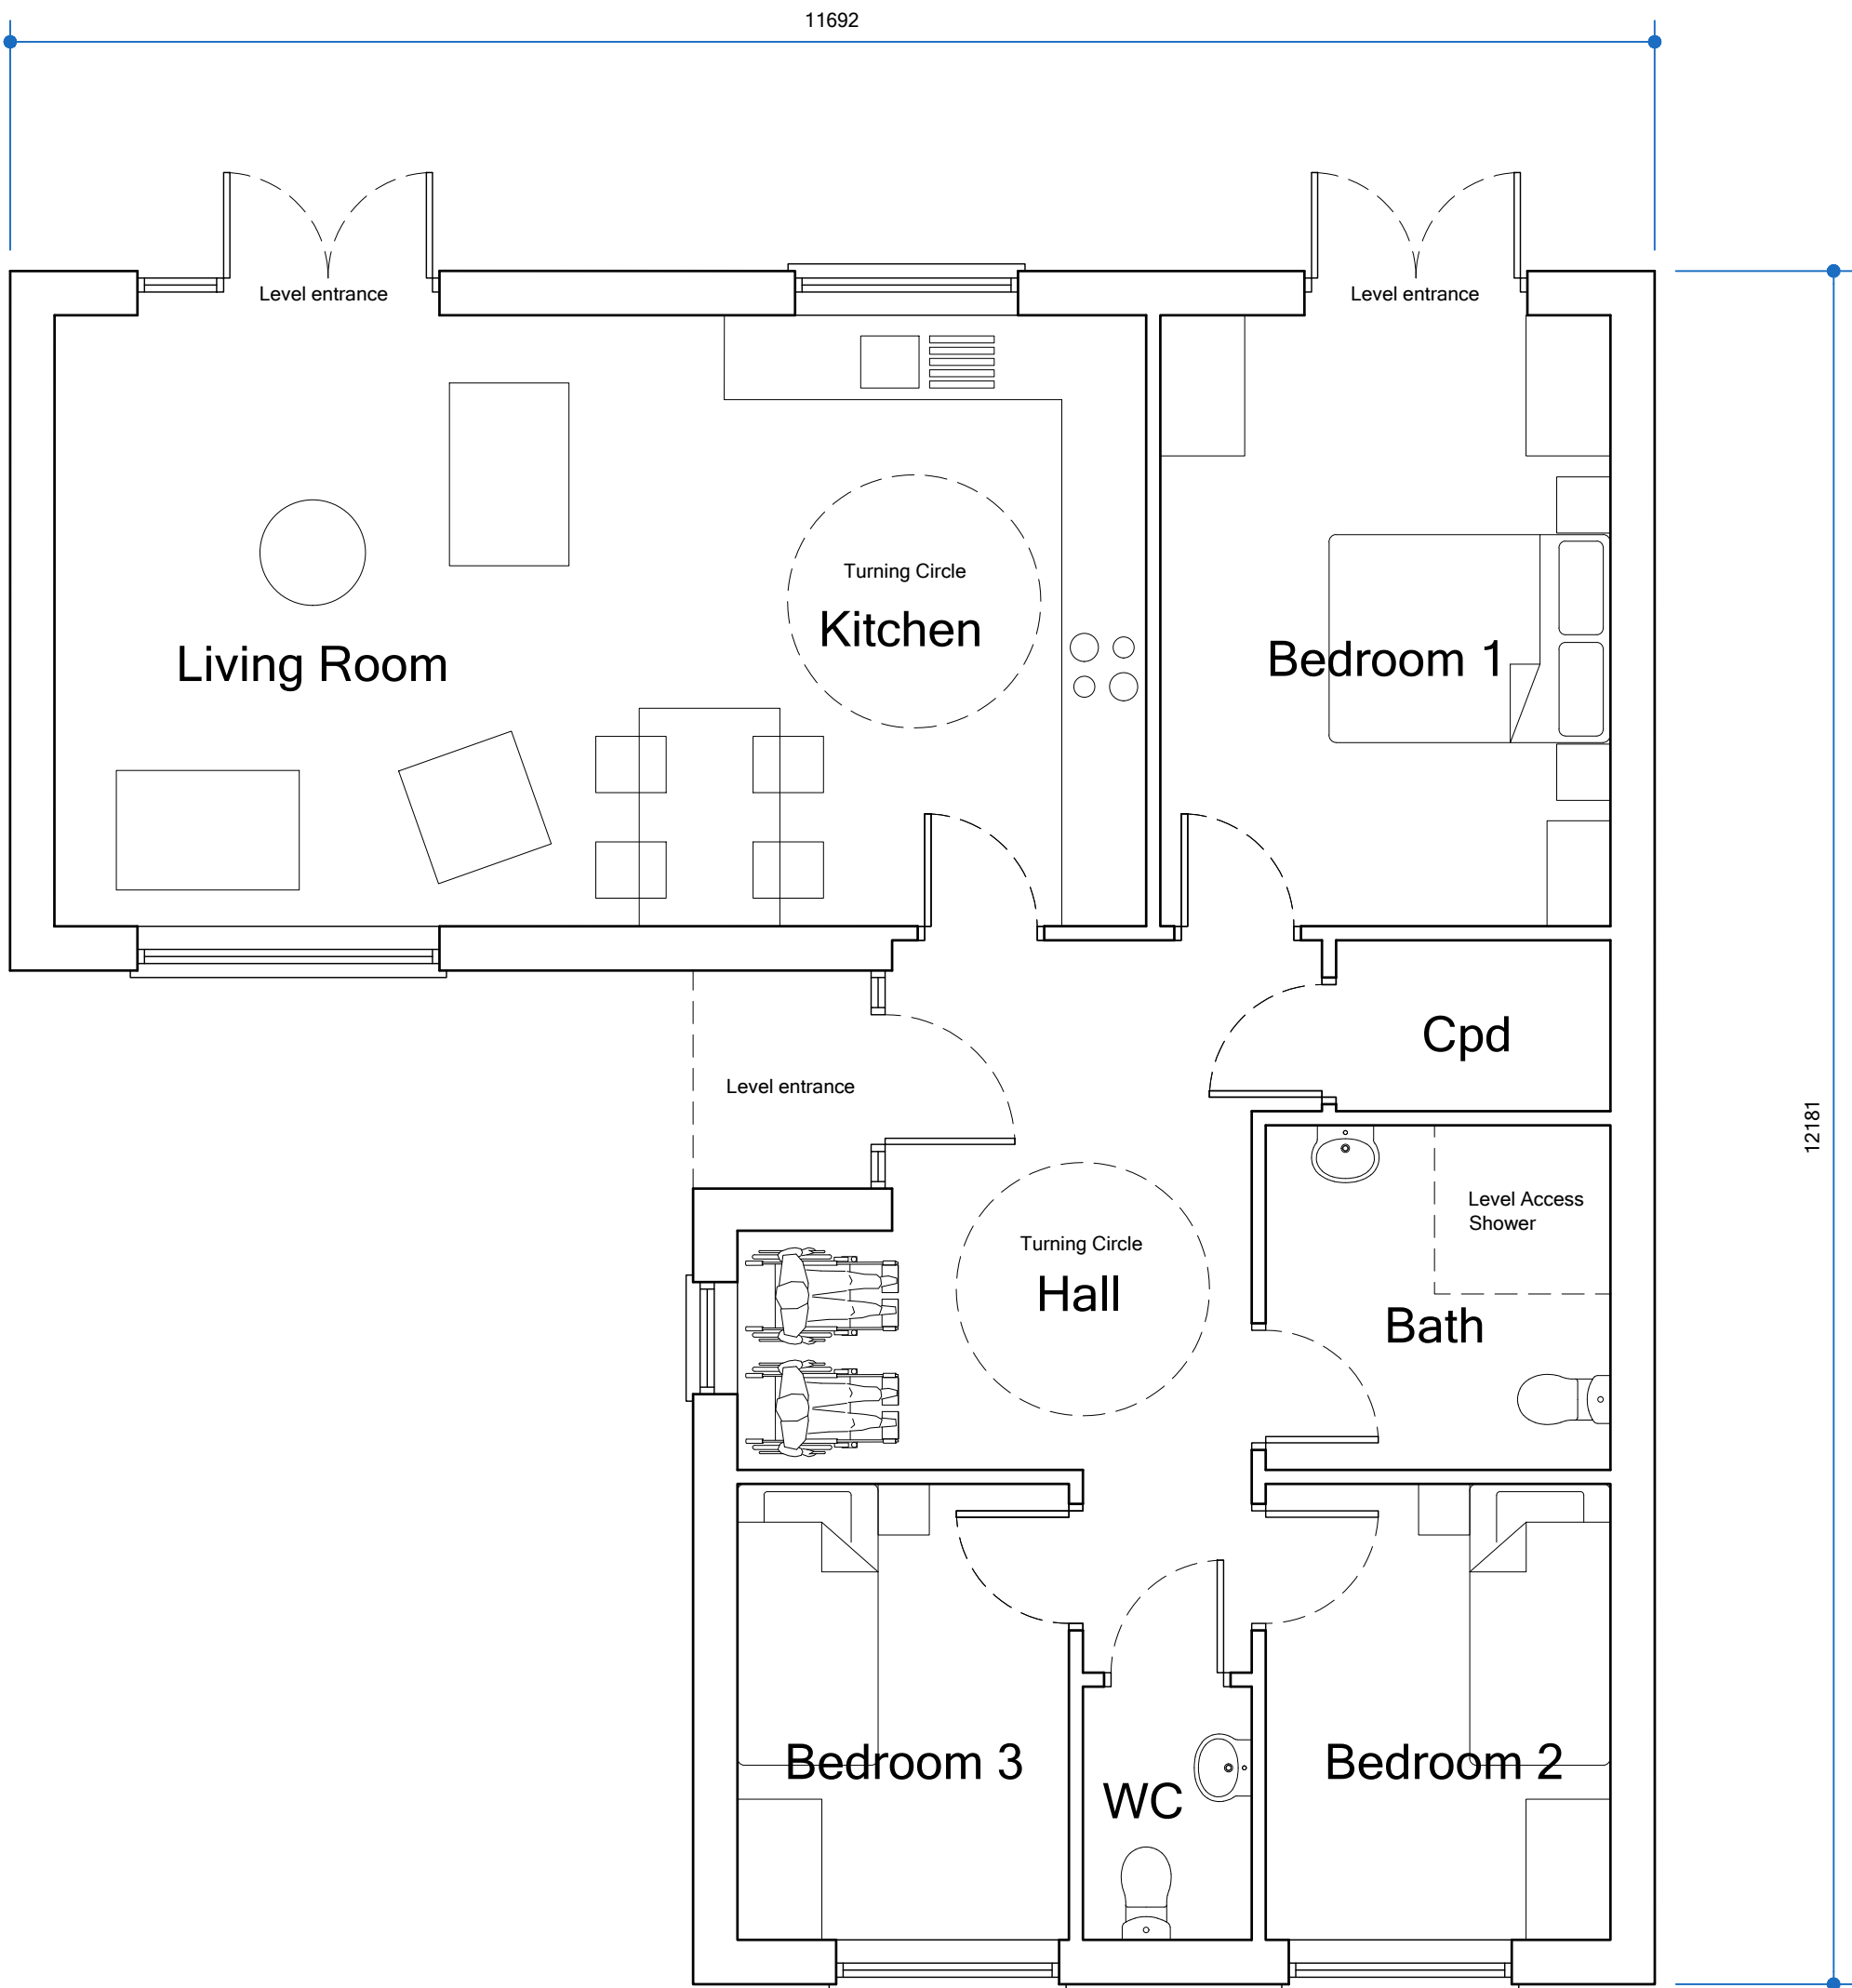 11692
Level entrance
Level entrance
Turning Circle
Kitchen
Living Room
Bedroom 1
Cpd
Level entrance
12181
Level Access
Shower
Turning Circle
Hall
Bath
Bedroom 3
Bedroom 2
WC